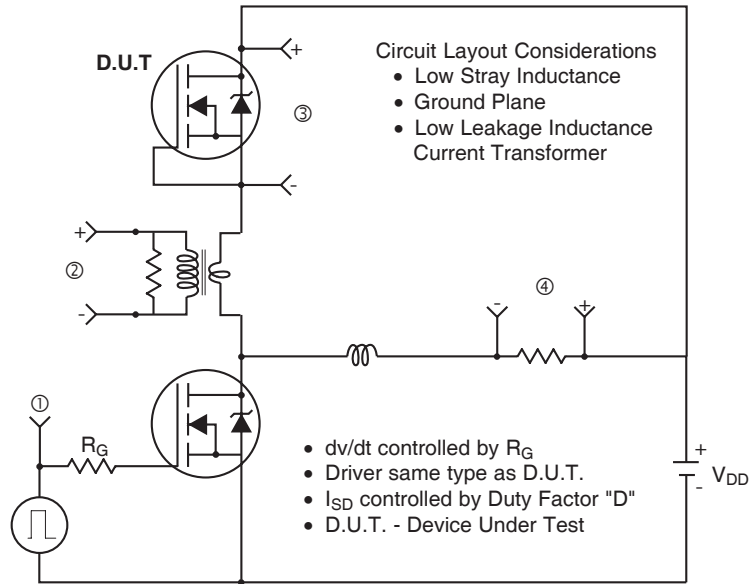 D.U.T
+
③
-
Circuit Layout Considerations
• Low Stray Inductance
• Ground Plane
• Low Leakage Inductance
Current Transformer
+
②
-
④
- +
①
RG
• dv/dt controlled by RG
• Driver same type as D.U.T.
• ISD controlled by Duty Factor "D"
• D.U.T. - Device Under Test
+
VDD
-